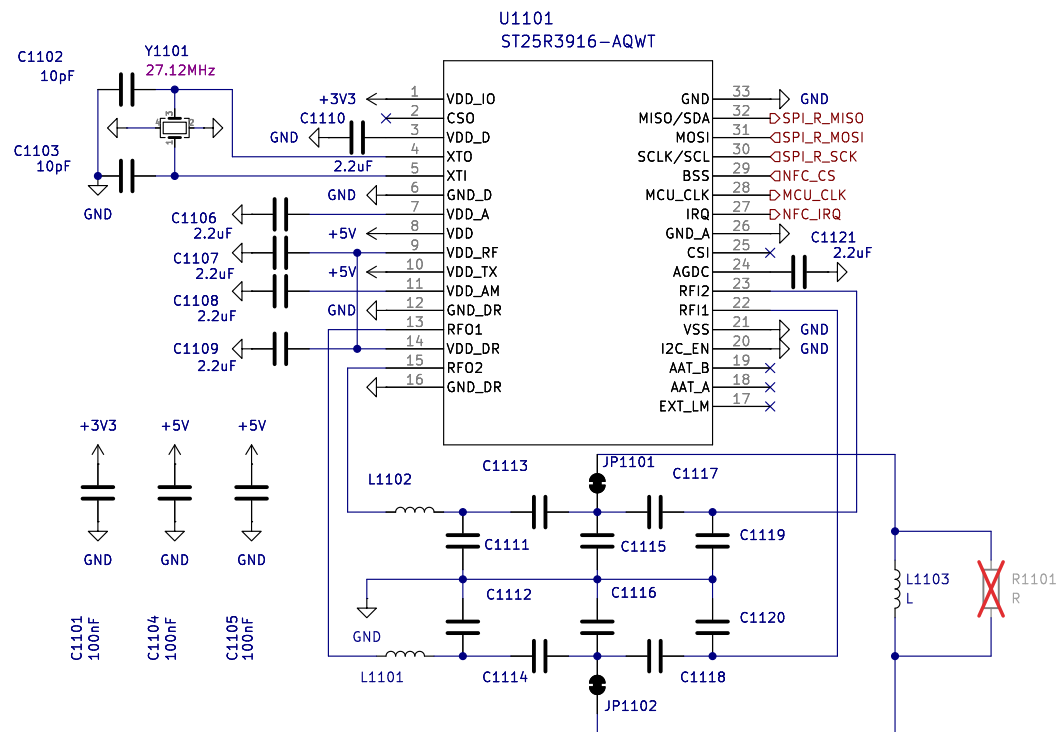 U1101
ST25R3916-AQWT
C1102
10pF
Y1101
27.12MHz
3
4
2
1
C1103
10pF
GND
+3V3
C1110
GND
2.2uF
GND
C1106
2.2uF
+5V
C1107
2.2uF
+5V
C1108
2.2uF
GND
C1109
2.2uF
1 VDD_IO
2 CSO
3 VDD_D
4 XTO
5 XTI
6 GND_D
7 VDD_A
8 VDD
9 VDD_RF
10 VDD_TX
11 VDD_AM
12 GND_DR
13 RFO1
14 VDD_DR
15 RFO2
16 GND_DR
GND 33 GND
MISO/SDA 32 SPI_R_MISO
MOSI 31 SPI_R_MOSI
SCLK/SCL 30 SPI_R_SCK
BSS 29 NFC_CS
MCU_CLK 28 MCU_CLK
IRQ 27 NFC_IRQ
GND_A 26
CSI 25
AGDC 24
RFI2 23
RFI1 22
VSS 21 GND
I2C_EN 20 GND
AAT_B 19
AAT_A 18
EXT_LM 17
C1121
2.2uF
+3V3
+5V
+5V
GND
GND
GND
C1101
100nF
C1104
100nF
C1105
100nF
L1102
C1113
JP1101
C1117
C1111
C1115
C1119
C1112
C1116
C1120
GND
L1101
C1114
C1118
JP1102
L1103
L
R1101
R